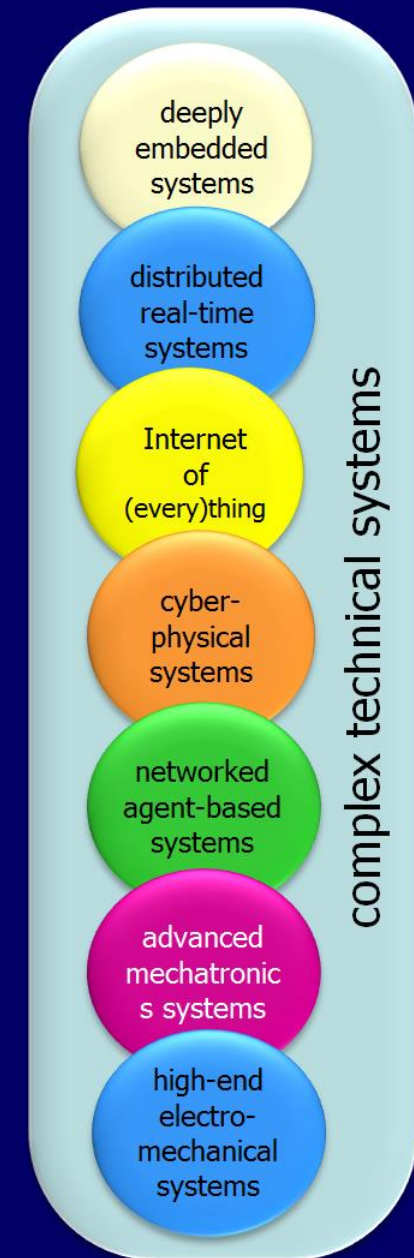 deeply
embedded
systems
distributed
real-time
systems
Internet
of
(every)thing
cyber-
physical
systems
networked
agent-based
systems
advanced
mechatronic
s systems
high-end
electro-
mechanical
systems
complex technical systems